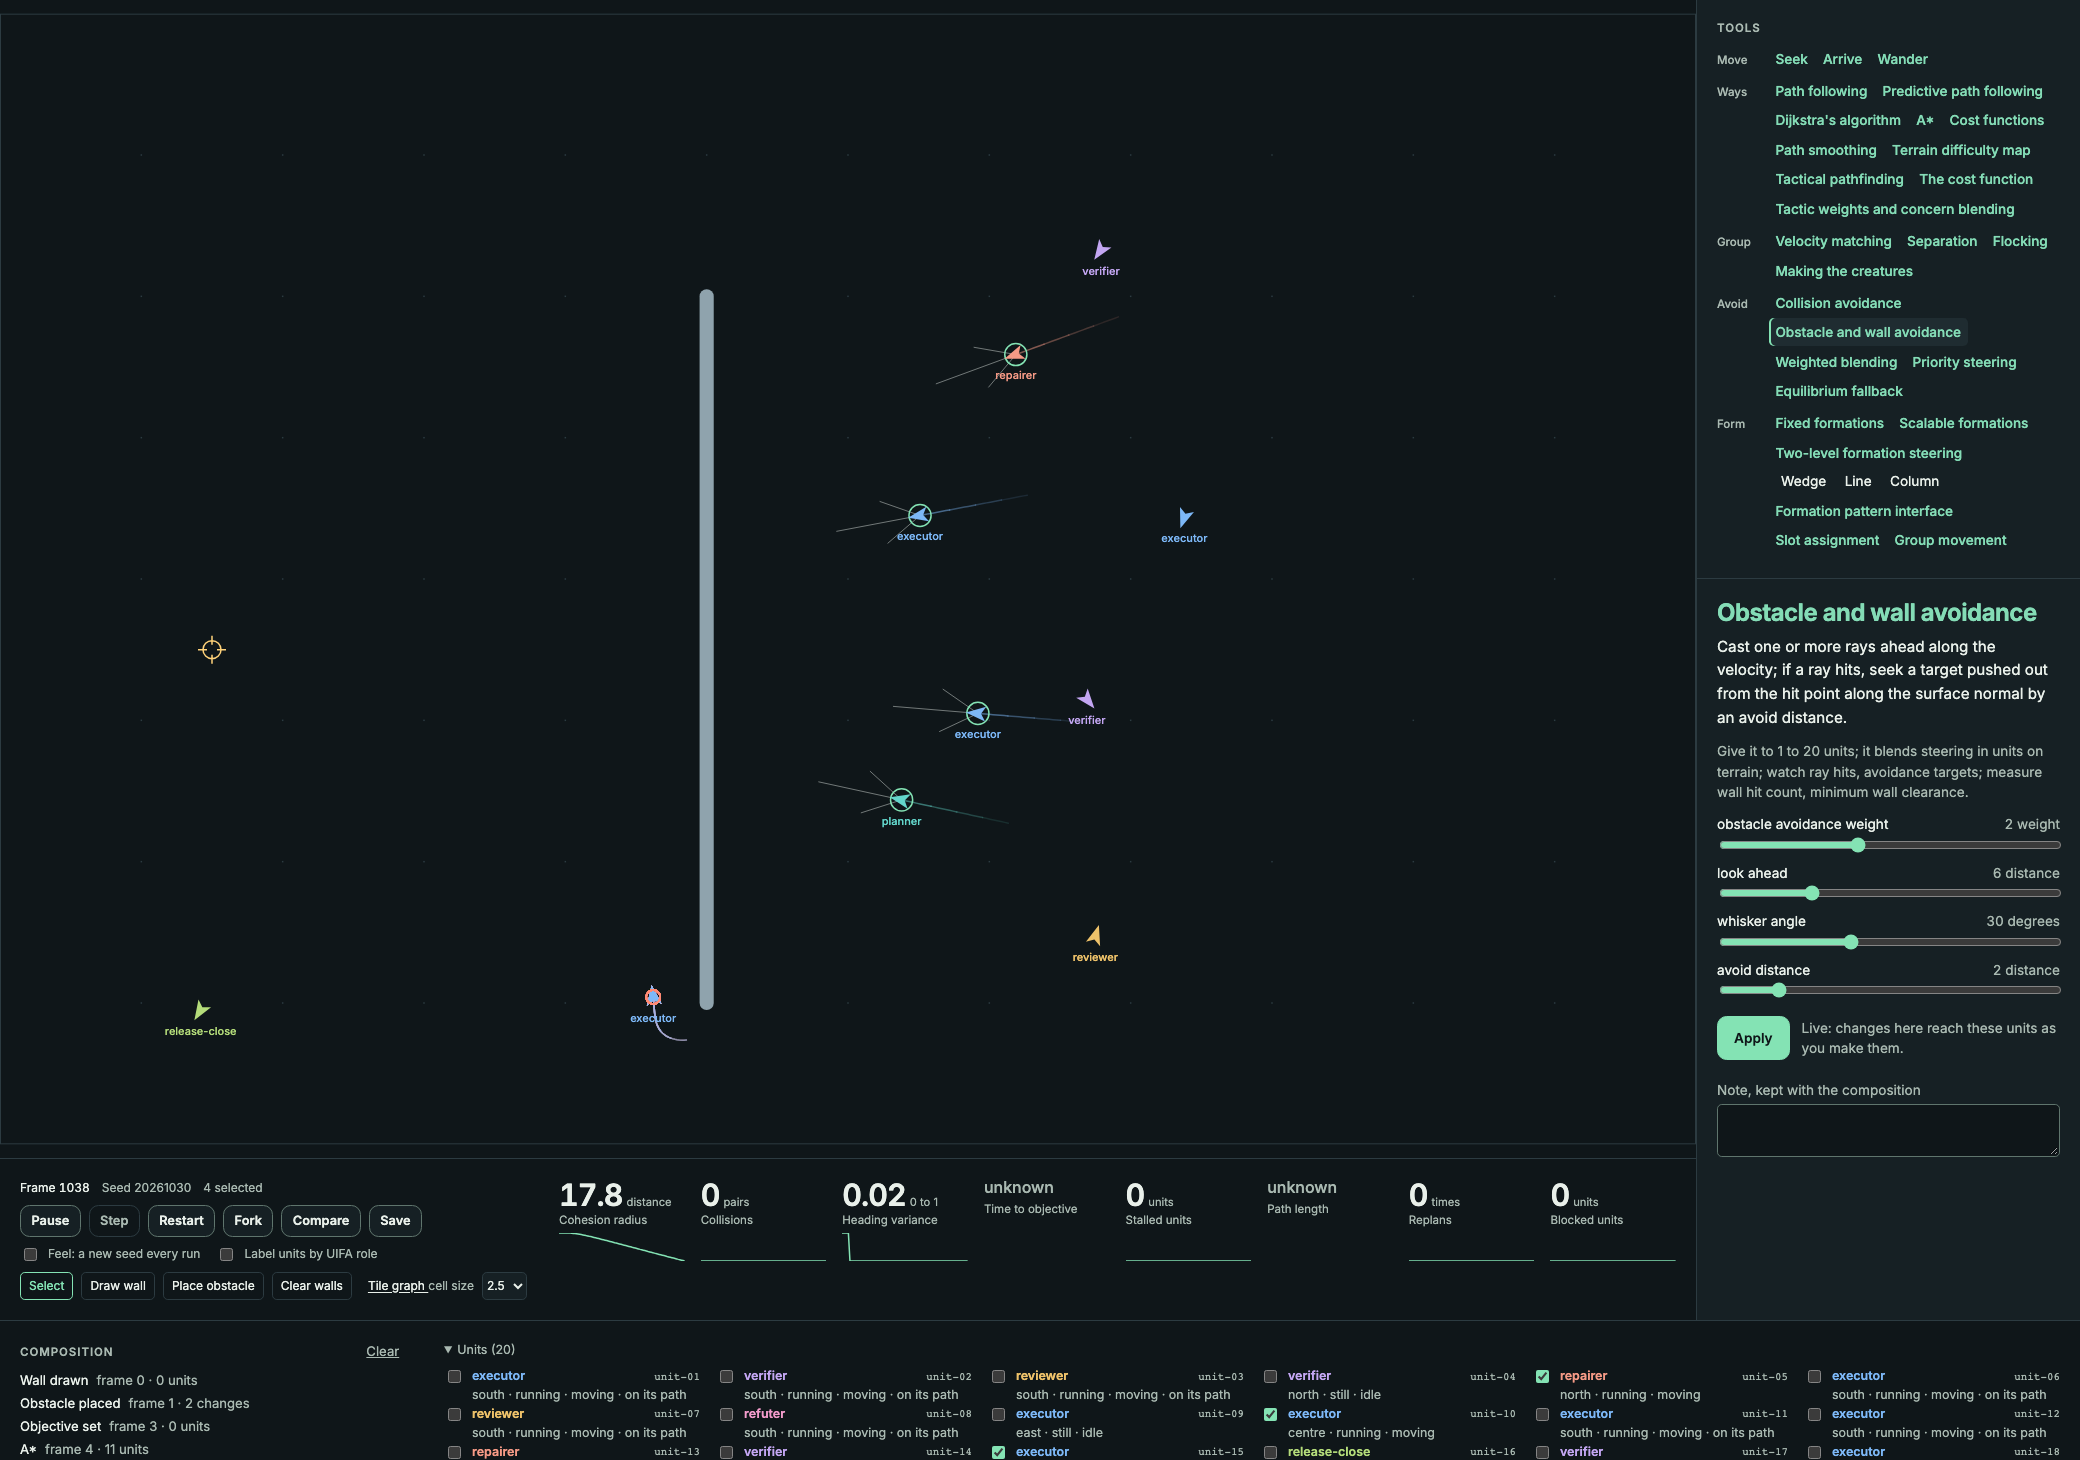 TOOLS
Move Seek Arrive Wander
Ways Path following Predictive path following
Dijkstra's algorithm A* Cost functions
Path smoothing Terrain difficulty map
Tactical pathfinding The cost function
Tactic weights and concern blending
Group Velocity matching Separation Flocking
Making the creatures
Avoid Collision avoidance
Obstacle and wall avoidance
Weighted blending Priority steering
Equilibrium fallback
Form Fixed formations Scalable formations
Two-level formation steering
Wedge Line Column
Formation pattern interface
Slot assignment Group movement
verifier
repairer
executor
executor
verifier
executor
planner
reviewer
release-close
executor
Obstacle and wall avoidance
Cast one or more rays ahead along the
velocity; if a ray hits, seek a target pushed out
from the hit point along the surface normal by
an avoid distance.
Give it to 1 to 20 units; it blends steering in units on
terrain; watch ray hits, avoidance targets; measure
wall hit count, minimum wall clearance.
obstacle avoidance weight 2 weight
look ahead 6 distance
whisker angle 30 degrees
avoid distance 2 distance
Apply Live: changes here reach these units as
you make them.
Note, kept with the composition
Frame 1038 Seed 20261030 4 selected
Pause Step Restart Fork Compare Save
Feel: a new seed every run Label units by UIFA role
Select Draw wall Place obstacle Clear walls Tile graph cell size 2.5
17.8 distance
Cohesion radius
0 pairs
Collisions
0.02 0 to 1
Heading variance
unknown
Time to objective
0 units
Stalled units
unknown
Path length
0 times
Replans
0 units
Blocked units
COMPOSITION Clear
Wall drawn frame 0 · 0 units
Obstacle placed frame 1 · 2 changes
Objective set frame 3 · 0 units
A* frame 4 · 11 units
▼ Units (20)
executor unit-01 verifier unit-02 reviewer unit-03 verifier unit-04 repairer unit-05 executor unit-06
south · running · moving · on its path south · running · moving · on its path south · running · moving · on its path north · still · idle north · running · moving south · running · moving · on its path
reviewer unit-07 refuter unit-08 executor unit-09 executor unit-10 executor unit-11 executor unit-12
south · running · moving · on its path south · running · moving · on its path east · still · idle centre · running · moving south · running · moving · on its path south · running · moving · on its path
repairer unit-13 verifier unit-14 executor unit-15 release-close unit-16 verifier unit-17 executor unit-18